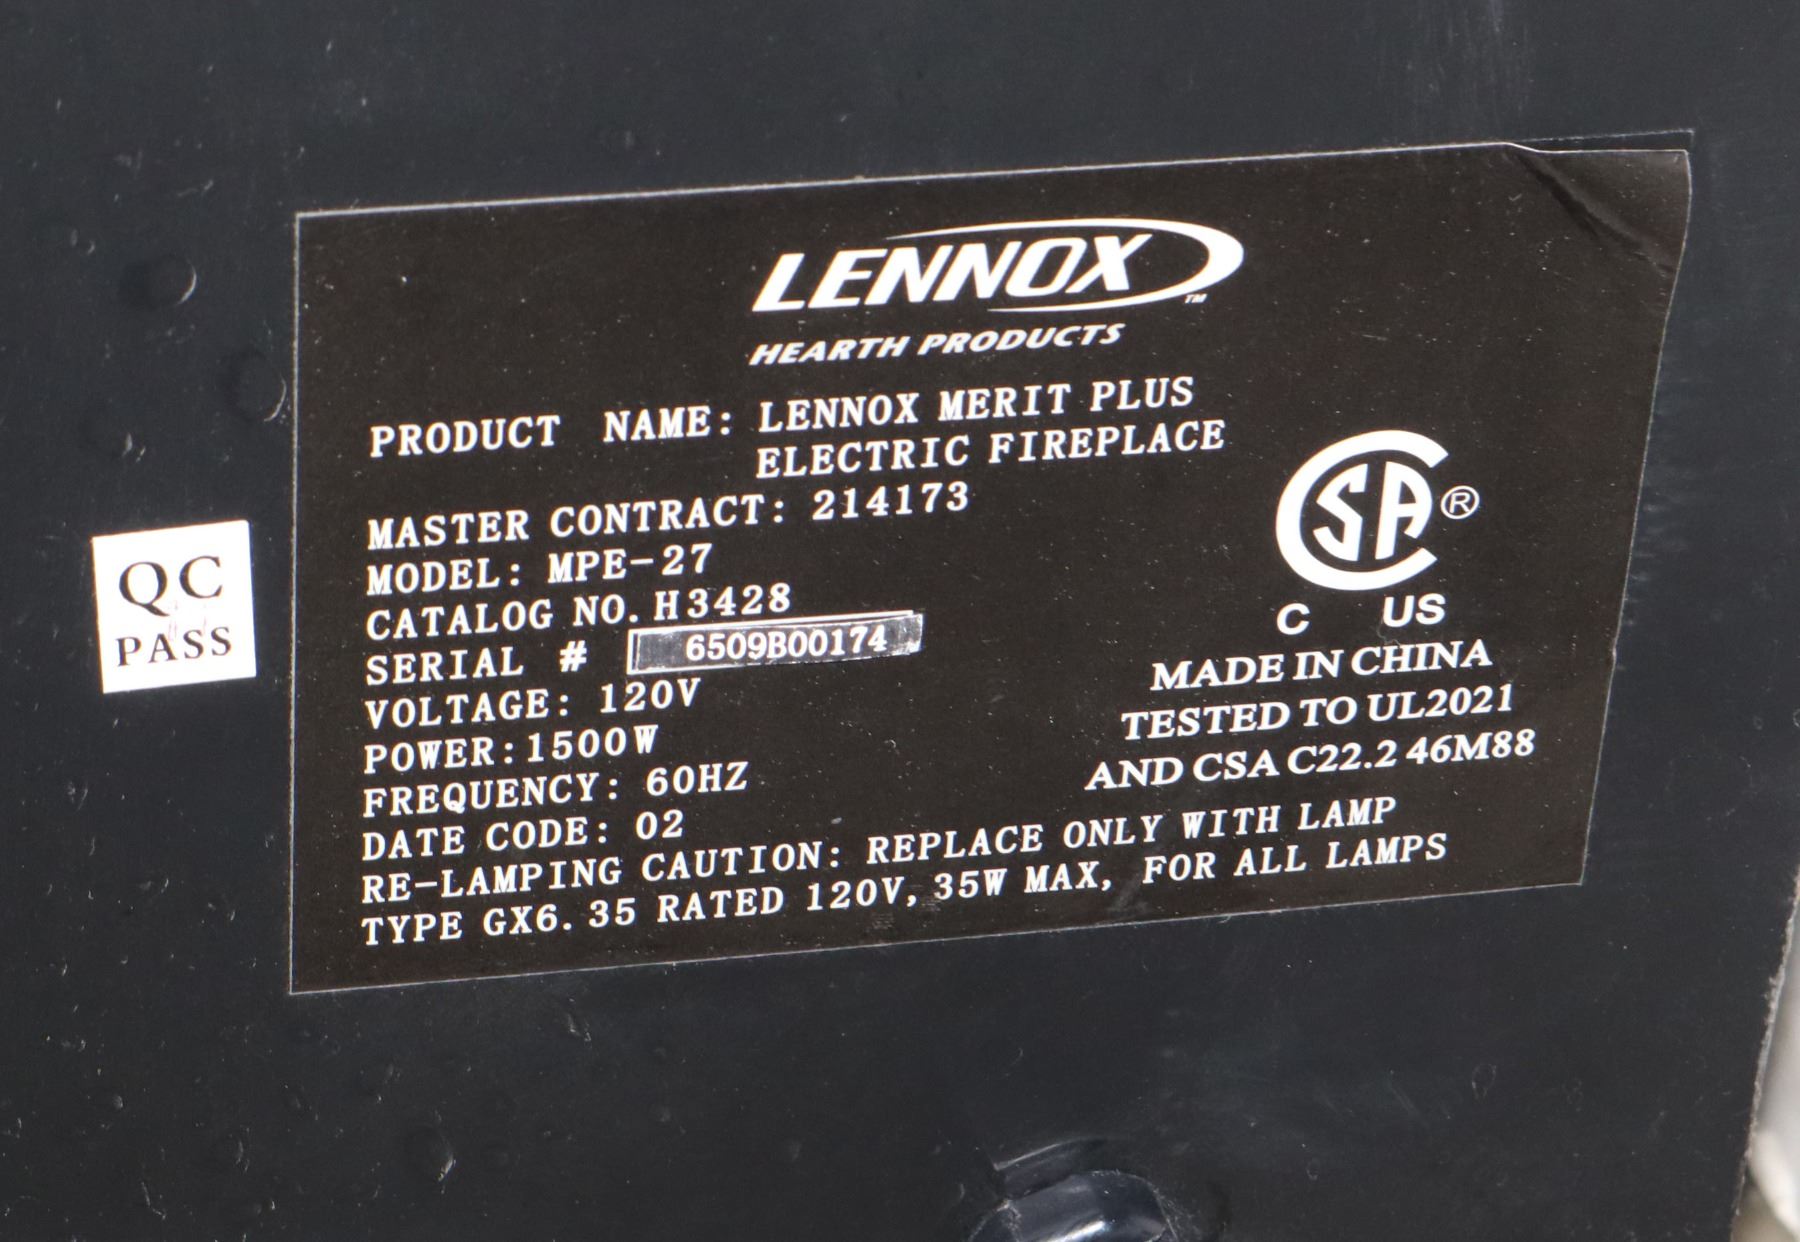 LENNOX™
HEARTH PRODUCTS
PRODUCT NAME: LENNOX MERIT PLUS
ELECTRIC FIREPLACE
MASTER CONTRACT: 214173
MODEL: MPE-27
CATALOG NO. H3428
SERIAL # 6509B00174
VOLTAGE: 120V
POWER: 1500W
FREQUENCY: 60HZ
DATE CODE: 02
RE-LAMPING CAUTION: REPLACE ONLY WITH LAMP
TYPE GX6.35 RATED 120V, 35W MAX, FOR ALL LAMPS
CSA®
C US
MADE IN CHINA
TESTED TO UL2021
AND CSA C22.2 46M88
QC
PASS